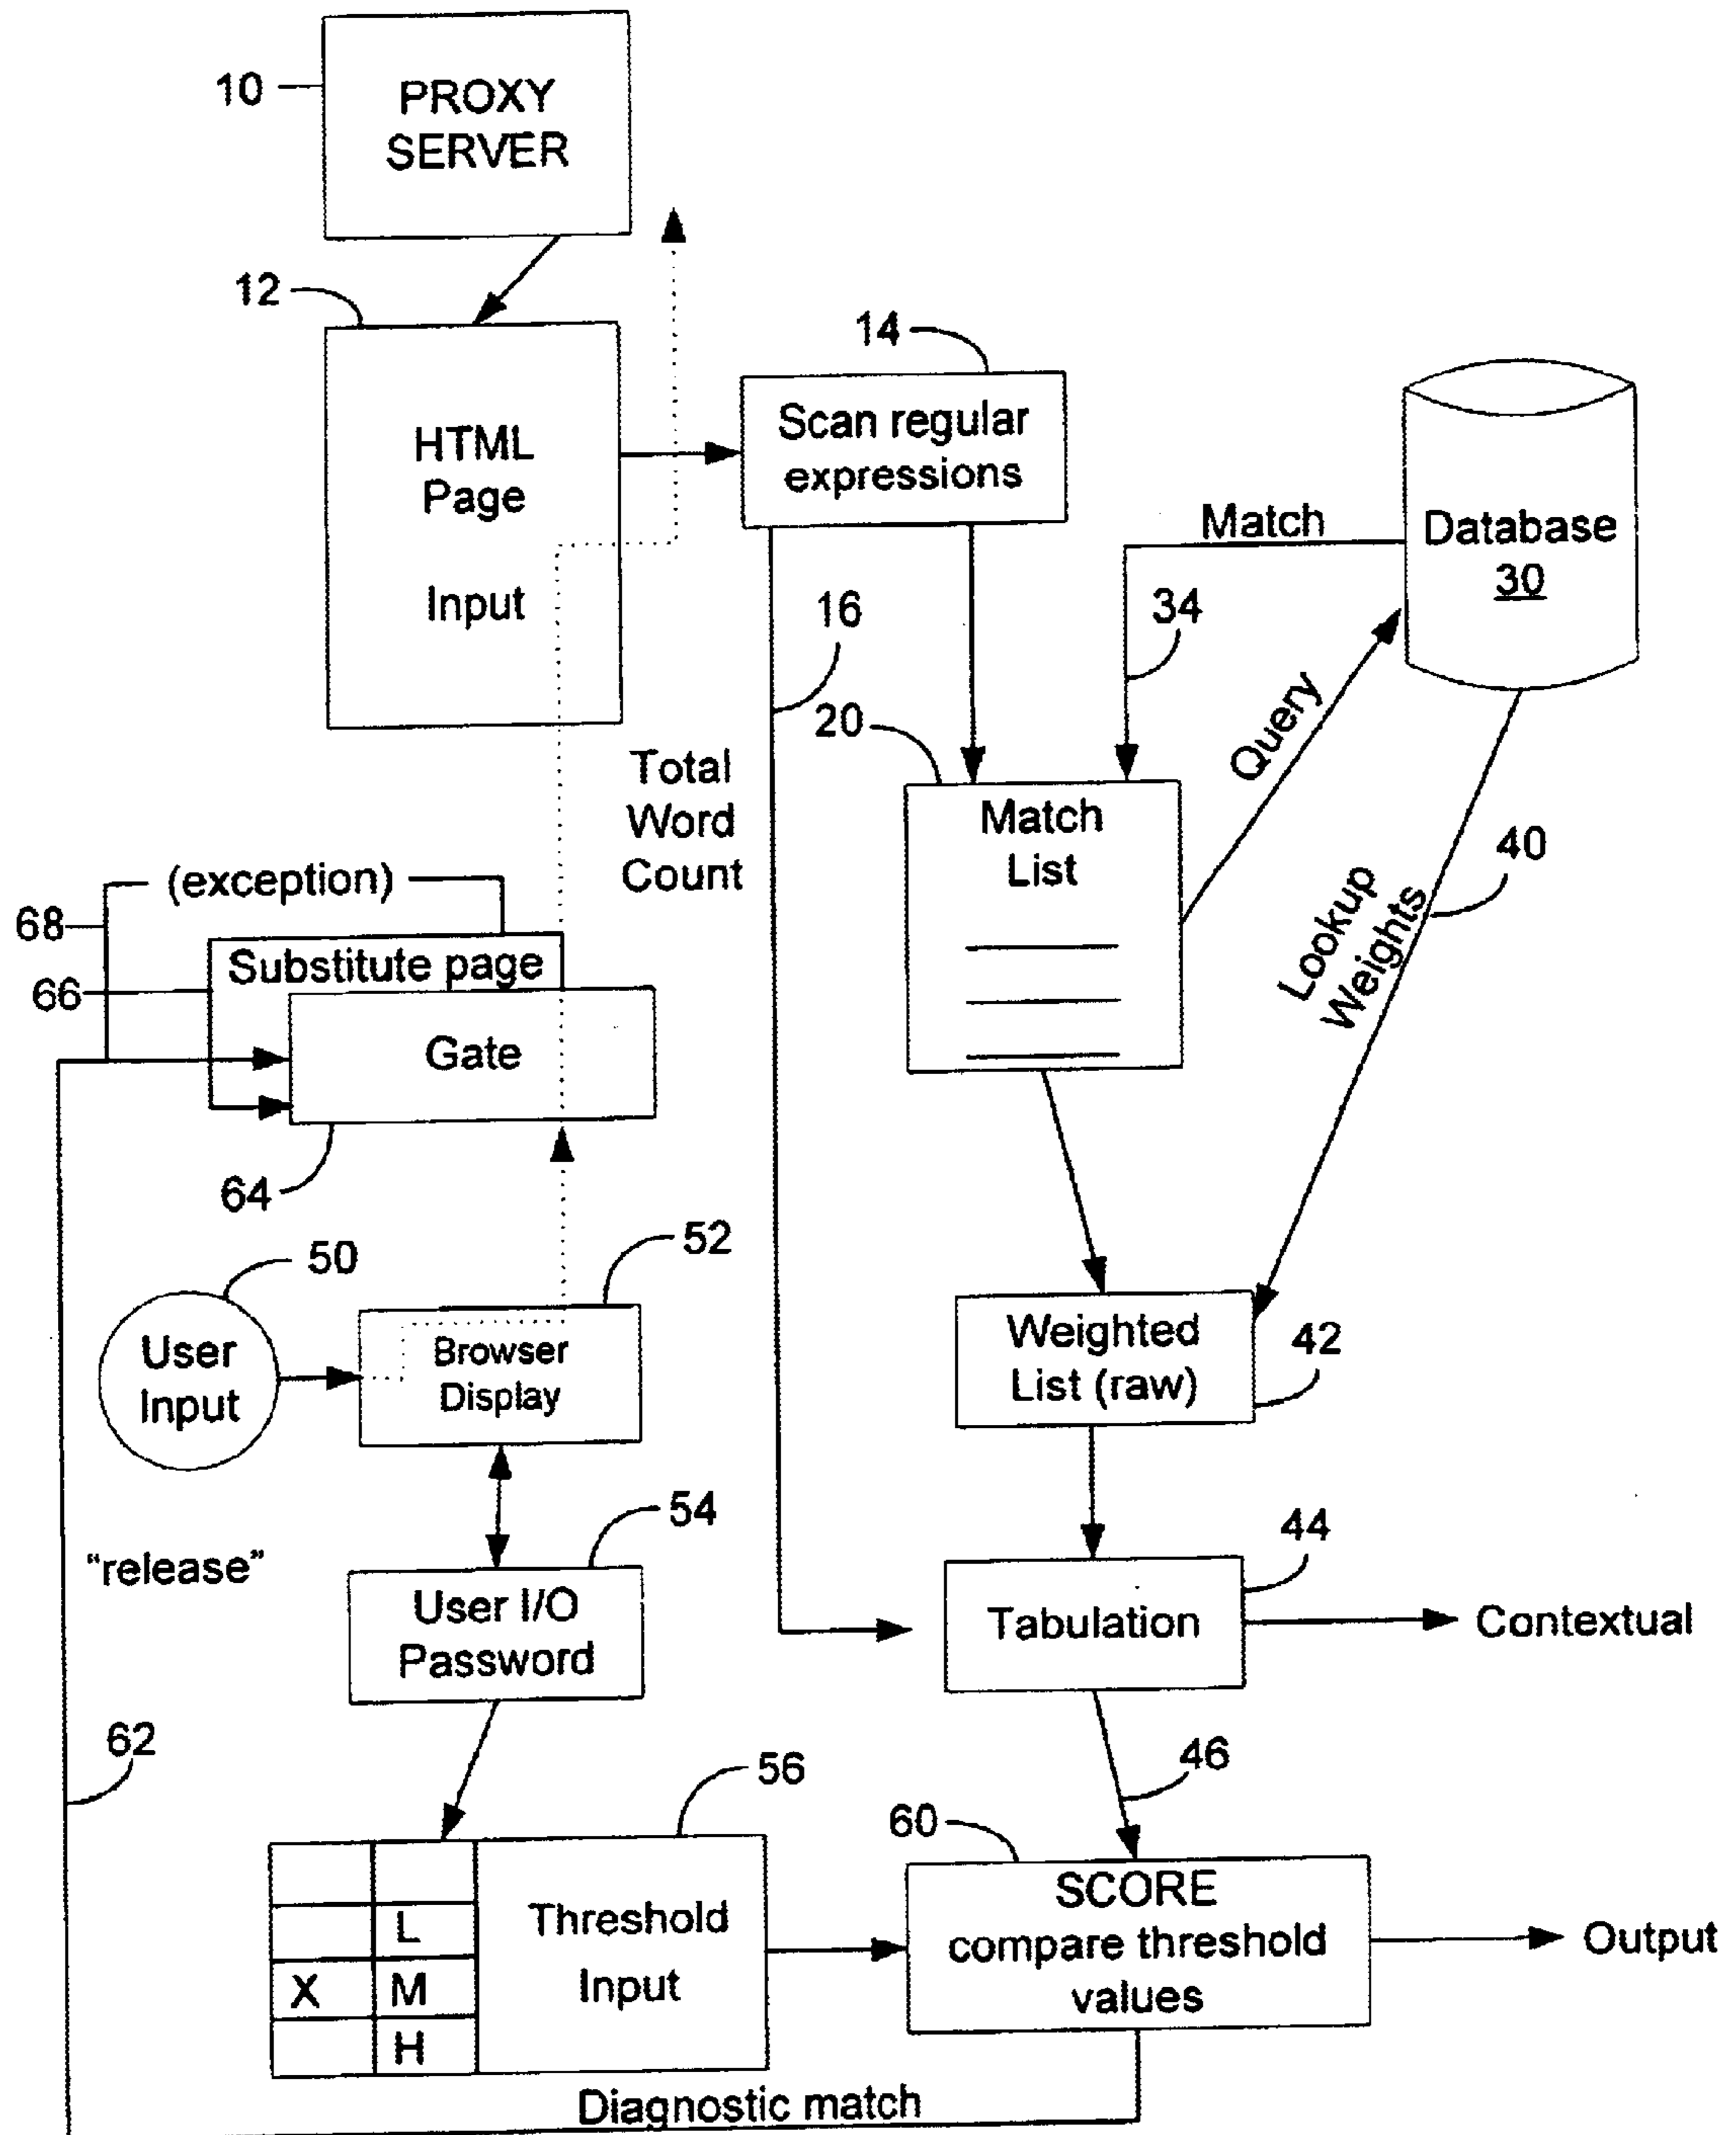 10
PROXY
SERVER
12
14
HTML
Page
Input
Scan regular
expressions
Match
Database
30
16
34
20
Query
Total
Word
Count
Match
List
40
Lookup
Weights
(exception)
68
Substitute page
66
Gate
64
52
50
User
Input
Browser
Display
Weighted
List (raw)
42
54
44
"release"
User I/O
Password
Tabulation
Contextual
62
46
56
60
L
X
M
H
Threshold
Input
SCORE
compare threshold
values
Output
Diagnostic match